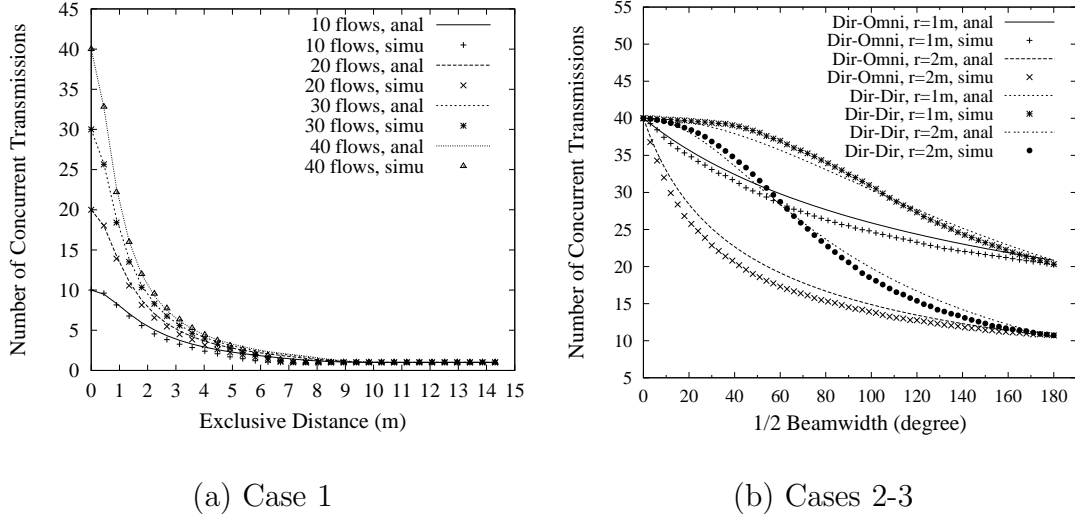 Number of Concurrent Transmissions
45
40
35
30
25
20
15
10
5
0
10 flows, anal
10 flows, simu
20 flows, anal
20 flows, simu
30 flows, anal
30 flows, simu
40 flows, anal
40 flows, simu
0 1 2 3 4 5 6 7 8 9 10 11 12 13 14 15
Exclusive Distance (m)
(a) Case 1
Number of Concurrent Transmissions
55
50
45
40
35
30
25
20
15
10
5
Dir-Omni, r=1m, anal
Dir-Omni, r=1m, simu
Dir-Omni, r=2m, anal
Dir-Omni, r=2m, simu
Dir-Dir, r=1m, anal
Dir-Dir, r=1m, simu
Dir-Dir, r=2m, anal
Dir-Dir, r=2m, simu
0 20 40 60 80 100 120 140 160 180
1/2 Beamwidth (degree)
(b) Cases 2-3